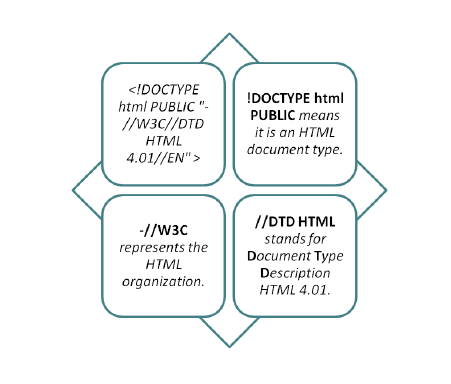 <!DOCTYPE
html PUBLIC "-
//W3C//DTD
HTML
4.01//EN" >
!DOCTYPE html
PUBLIC means
it is an HTML
document type.
-//W3C
represents the
HTML
organization.
//DTD HTML
stands for
Document Type
Description
HTML 4.01.